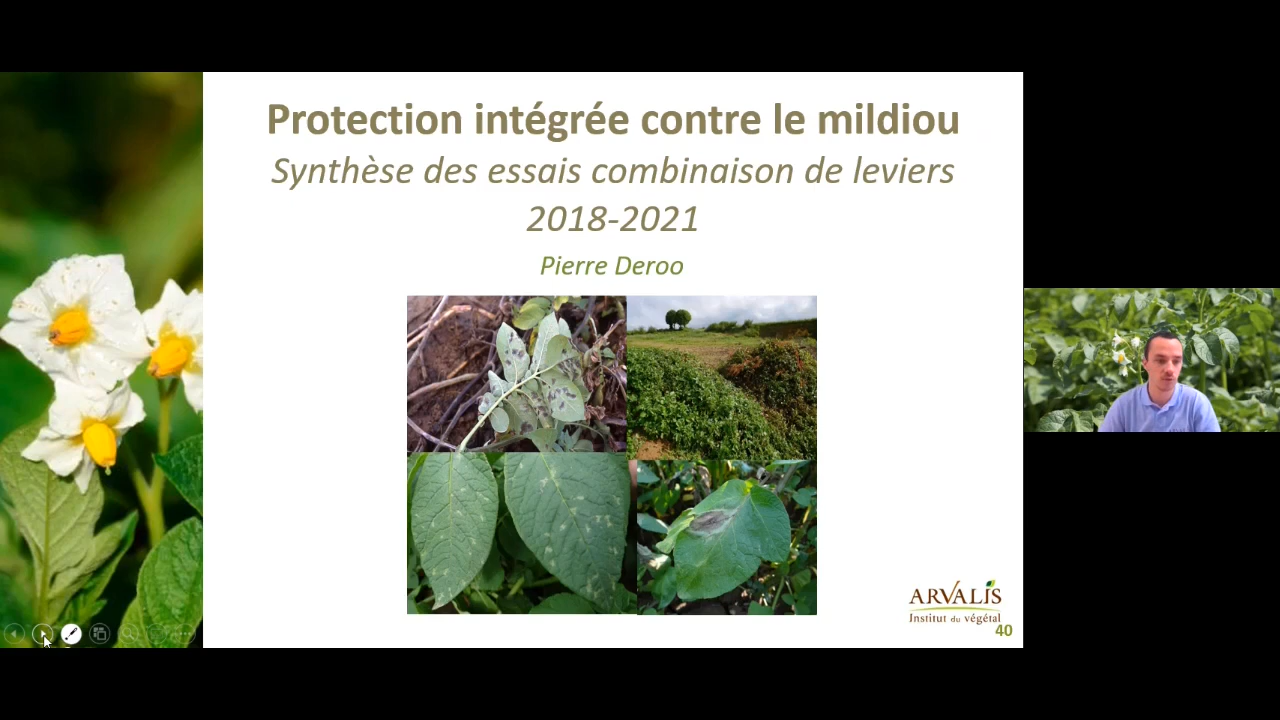 Protection intégrée contre le mildiou
Synthèse des essais combinaison de leviers
2018-2021
Pierre Deroo
ARVALIS
Institut du végétal
40